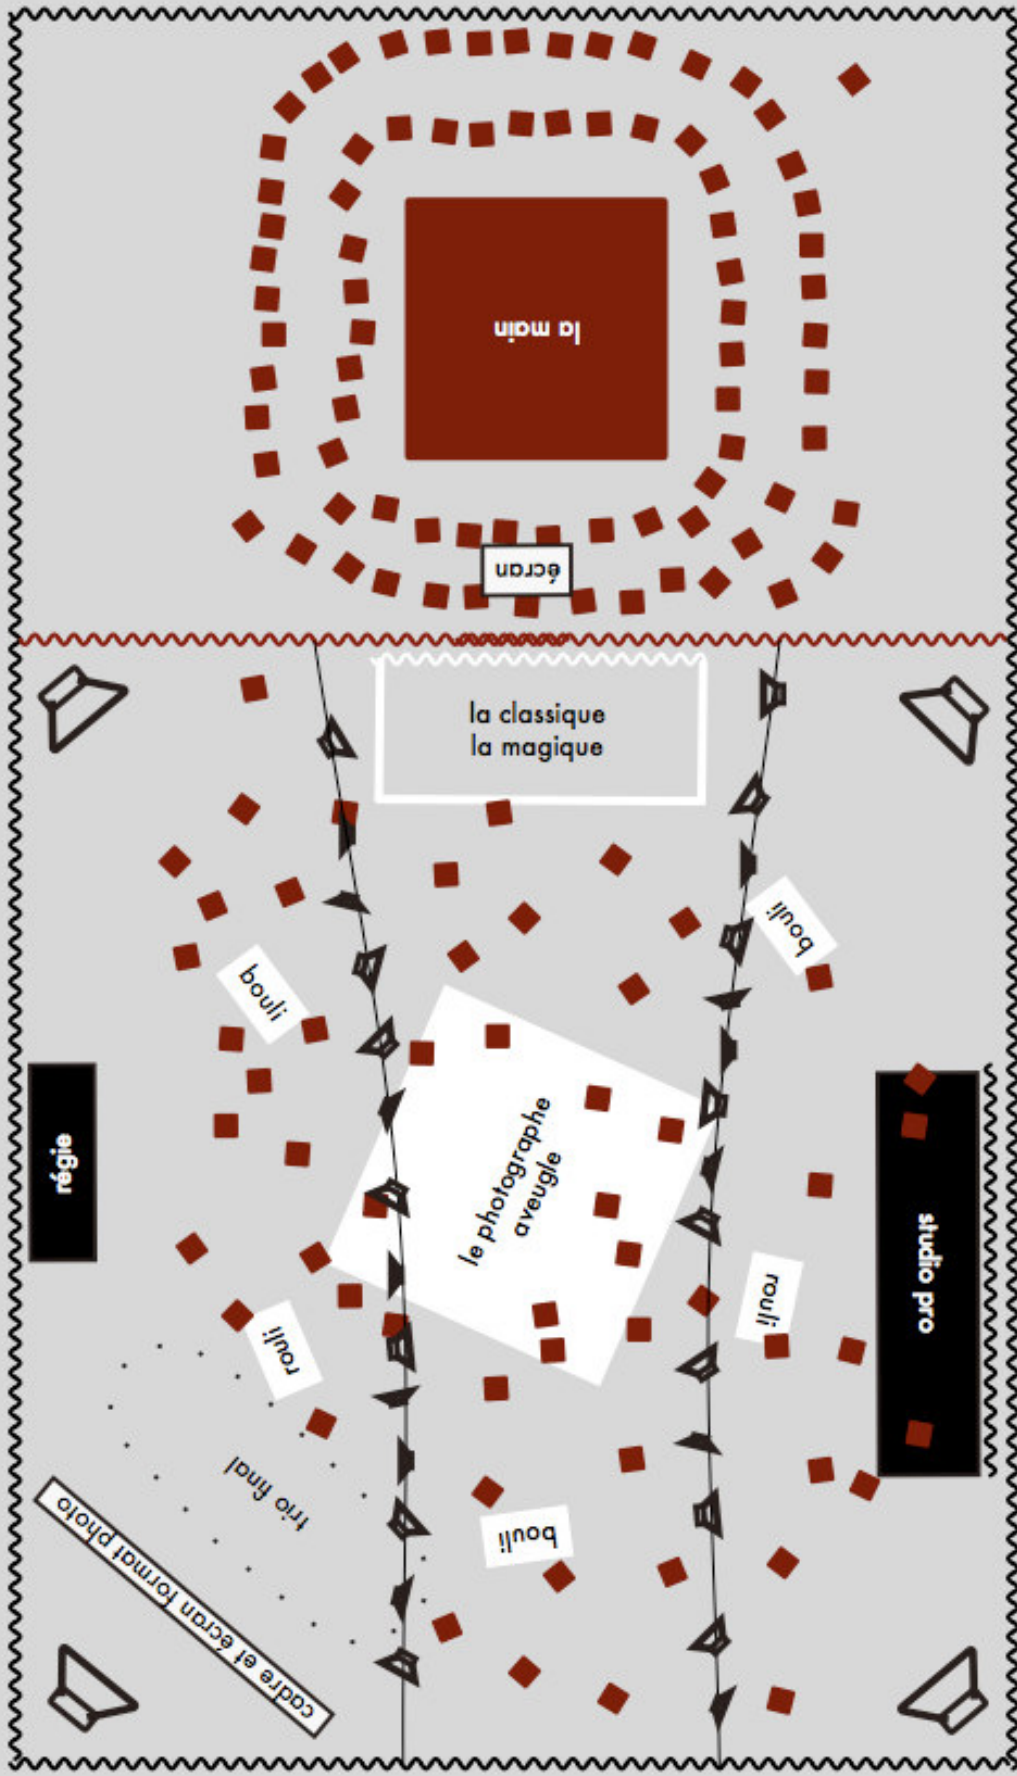 la main
écran
la classique
la magique
bouli
bouli
régie
le photographe
aveugle
studio pro
rouli
rouli
trio final
bouli
cadre et écran format photo